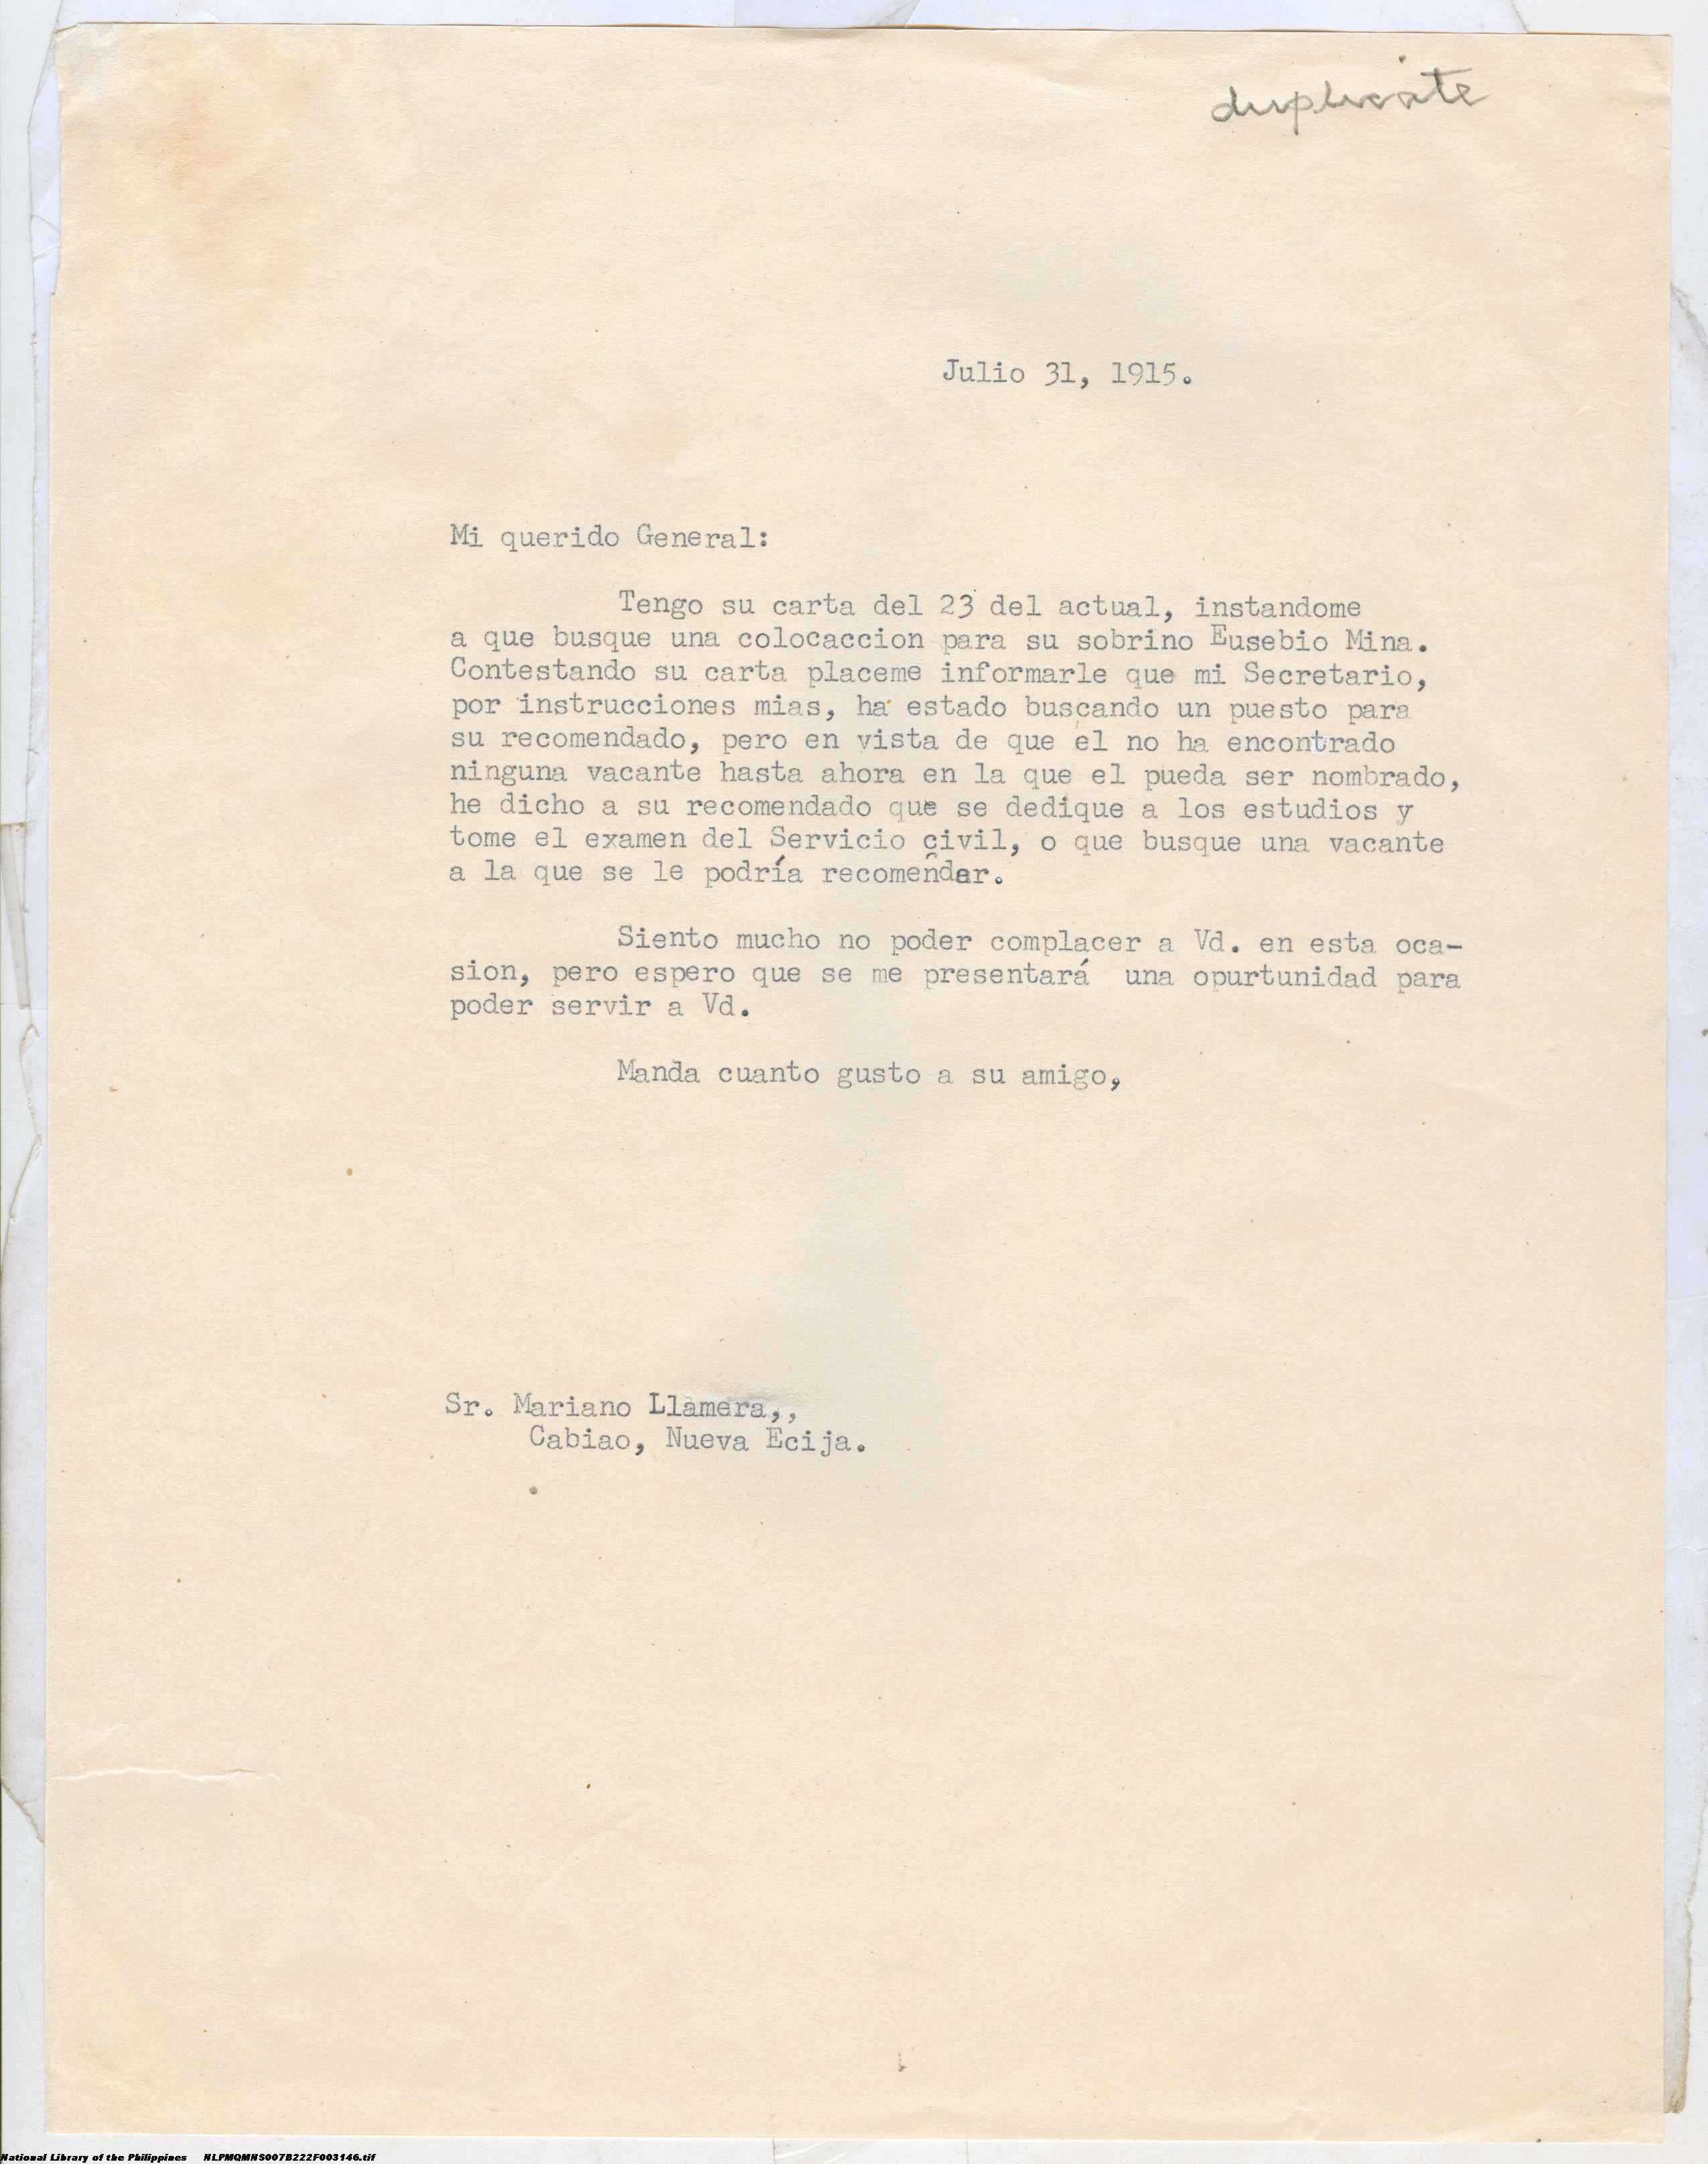 duplicate
Julio 31, 1915.
Mi querido General:
Tengo su carta del 23 del actual, instandome
a que busque una colocaccion para su sobrino Eusebio Mina.
Contestando su carta placeme informarle que mi Secretario,
por instrucciones mias, ha estado buscando un puesto para
su recomendado, pero en vista de que el no ha encontrado
ninguna vacante hasta ahora en la que el pueda ser nombrado,
he dicho a su recomendado que se dedique a los estudios y
tome el examen del Servicio civil, o que busque una vacante
a la que se le podría recomendar.
Siento mucho no poder complacer a Vd. en esta oca-
sion, pero espero que se me presentará una opurtunidad para
poder servir a Vd.
Manda cuanto gusto a su amigo,
Sr. Mariano Llamera,,
Cabiao, Nueva Ecija.
National Library of the Philippines NLPMQMNS007B222F003146.tif